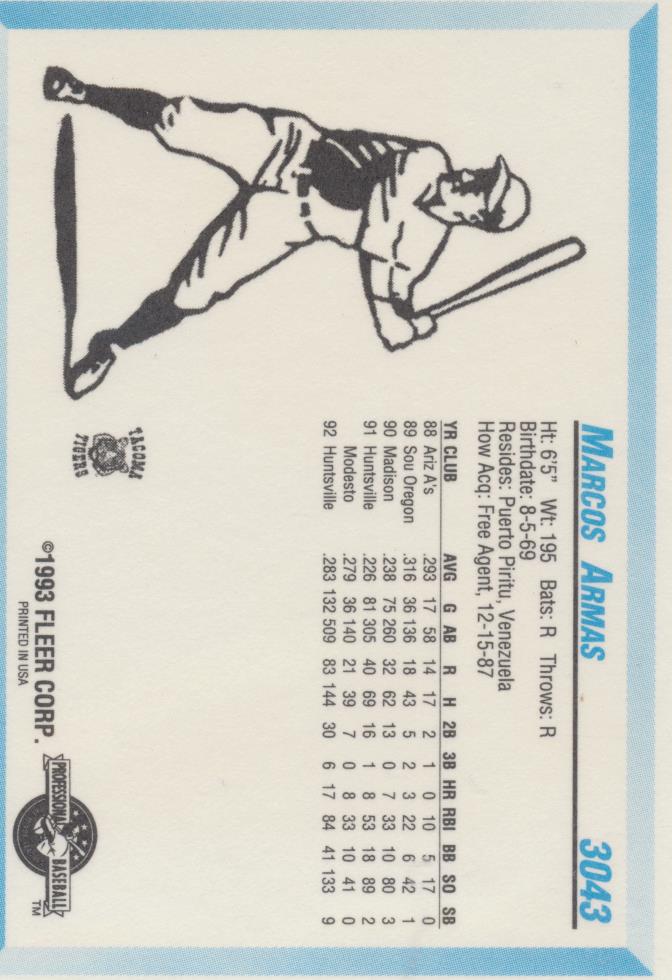 MARCOS ARMAS 3043
Ht: 6'5" Wt: 195 Bats: R Throws: R
Birthdate: 8-5-69
Resides: Puerto Piritu, Venezuela
How Acq: Free Agent, 12-15-87
YR CLUB AVG G AB R H 2B 3B HR RBI BB SO SB
88 Ariz A's .293 17 58 14 17 2 1 0 10 5 17 0
89 Sou Oregon .316 36 136 18 43 5 2 3 22 6 42 1
90 Madison .238 75 260 32 62 13 0 7 33 10 80 3
91 Huntsville .226 81 305 40 69 16 1 8 53 18 89 2
Modesto .279 36 140 21 39 7 0 8 33 10 41 0
92 Huntsville .283 132 509 83 144 30 6 17 84 41 133 9
TACOMA
TIGERS
©1993 FLEER CORP.
PRINTED IN USA
PROFESSIONAL
BASEBALL
TM